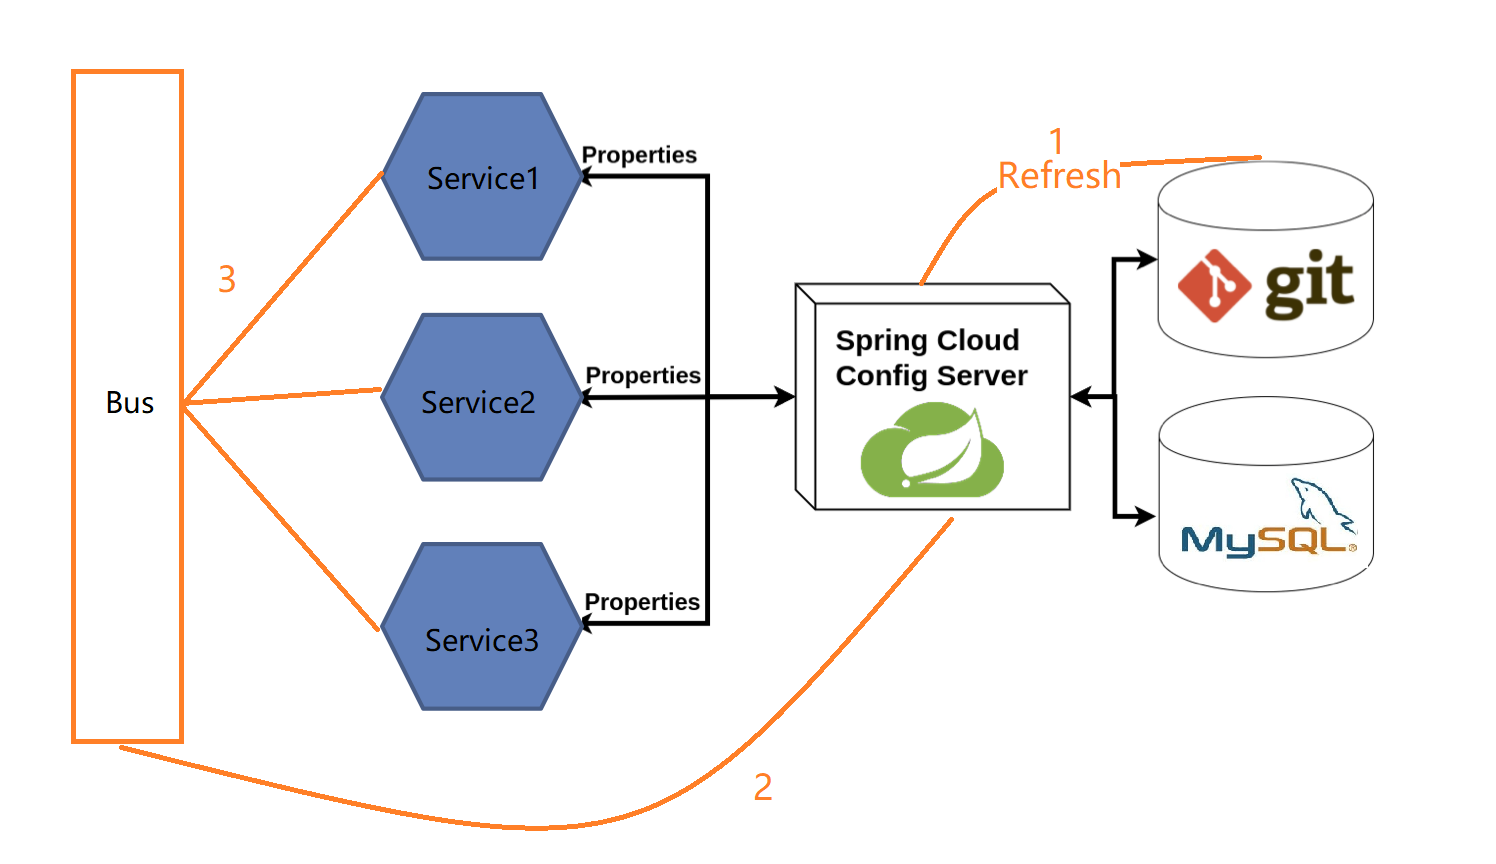 1
Refresh
Properties
Service1
git
3
Spring Cloud
Config Server
Properties
Bus
Service2
MySQL®
Properties
Service3
2